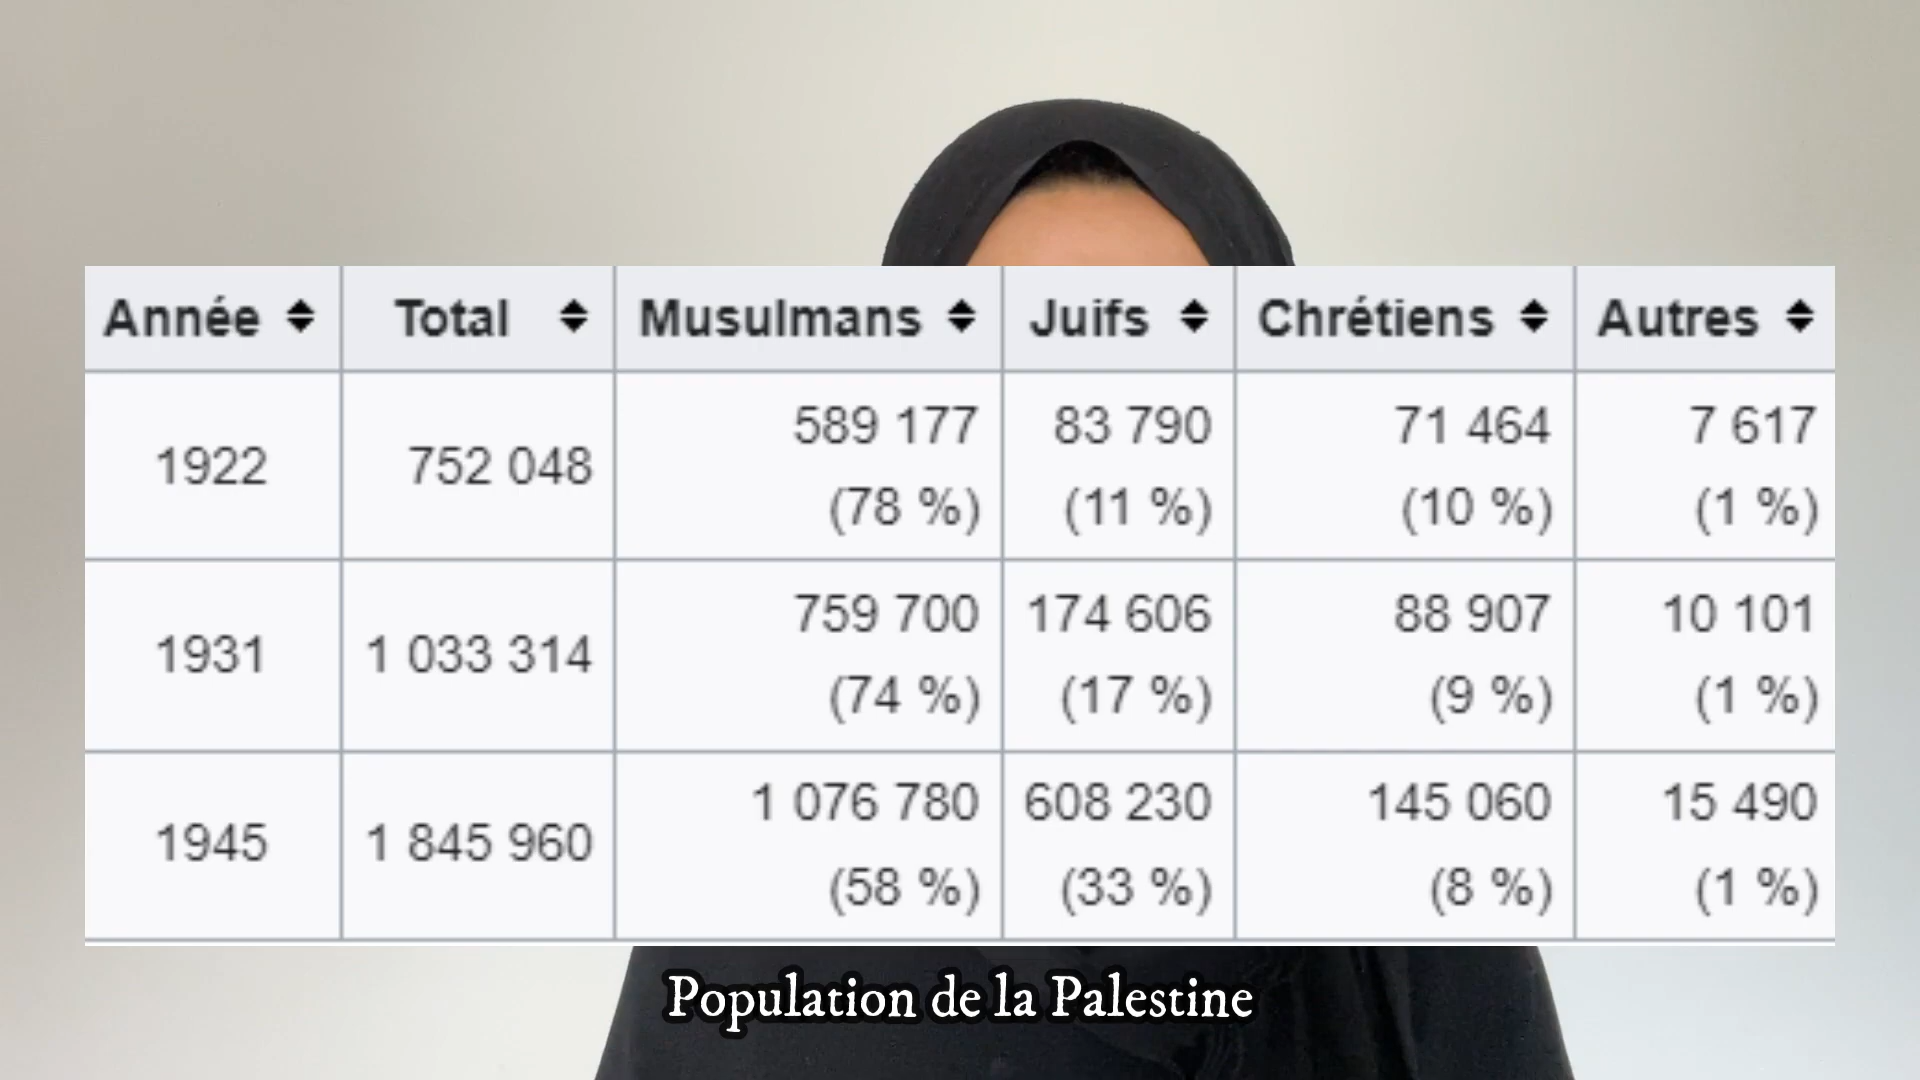 Année Total Musulmans Juifs Chrétiens Autres
1922 752 048 589 177 (78 %) 83 790 (11 %) 71 464 (10 %) 7 617 (1 %)
1931 1 033 314 759 700 (74 %) 174 606 (17 %) 88 907 (9 %) 10 101 (1 %)
1945 1 845 960 1 076 780 (58 %) 608 230 (33 %) 145 060 (8 %) 15 490 (1 %)
Population de la Palestine